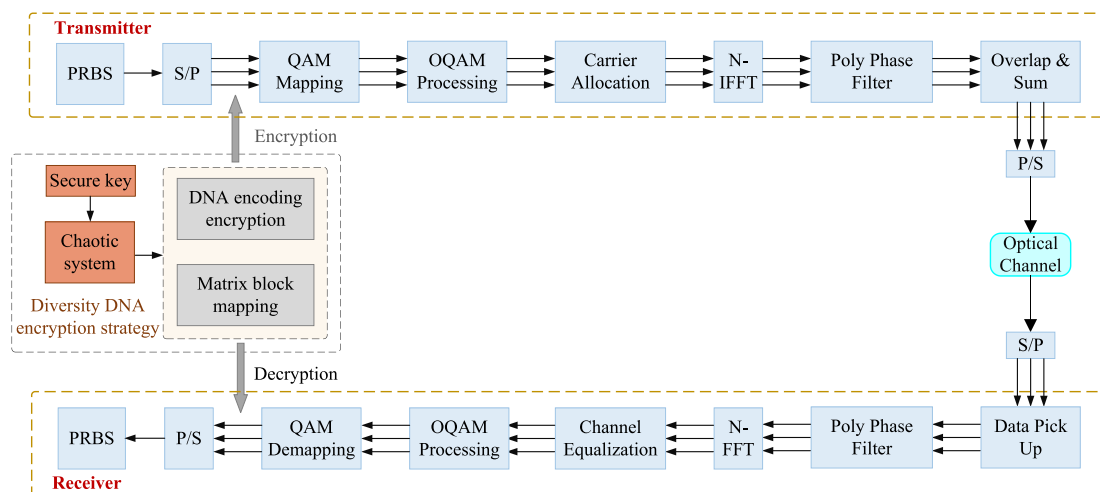 Transmitter
PRBS
S/P
QAM
Mapping
OQAM
Processing
Carrier
Allocation
N-
IFFT
Poly Phase
Filter
Overlap &
Sum
Encryption
P/S
Secure key
DNA encoding
encryption
Chaotic
system
Optical
Channel
Matrix block
mapping
Diversity DNA
encryption strategy
S/P
Decryption
PRBS
P/S
QAM
Demapping
OQAM
Processing
Channel
Equalization
N-
FFT
Poly Phase
Filter
Data Pick
Up
Receiver